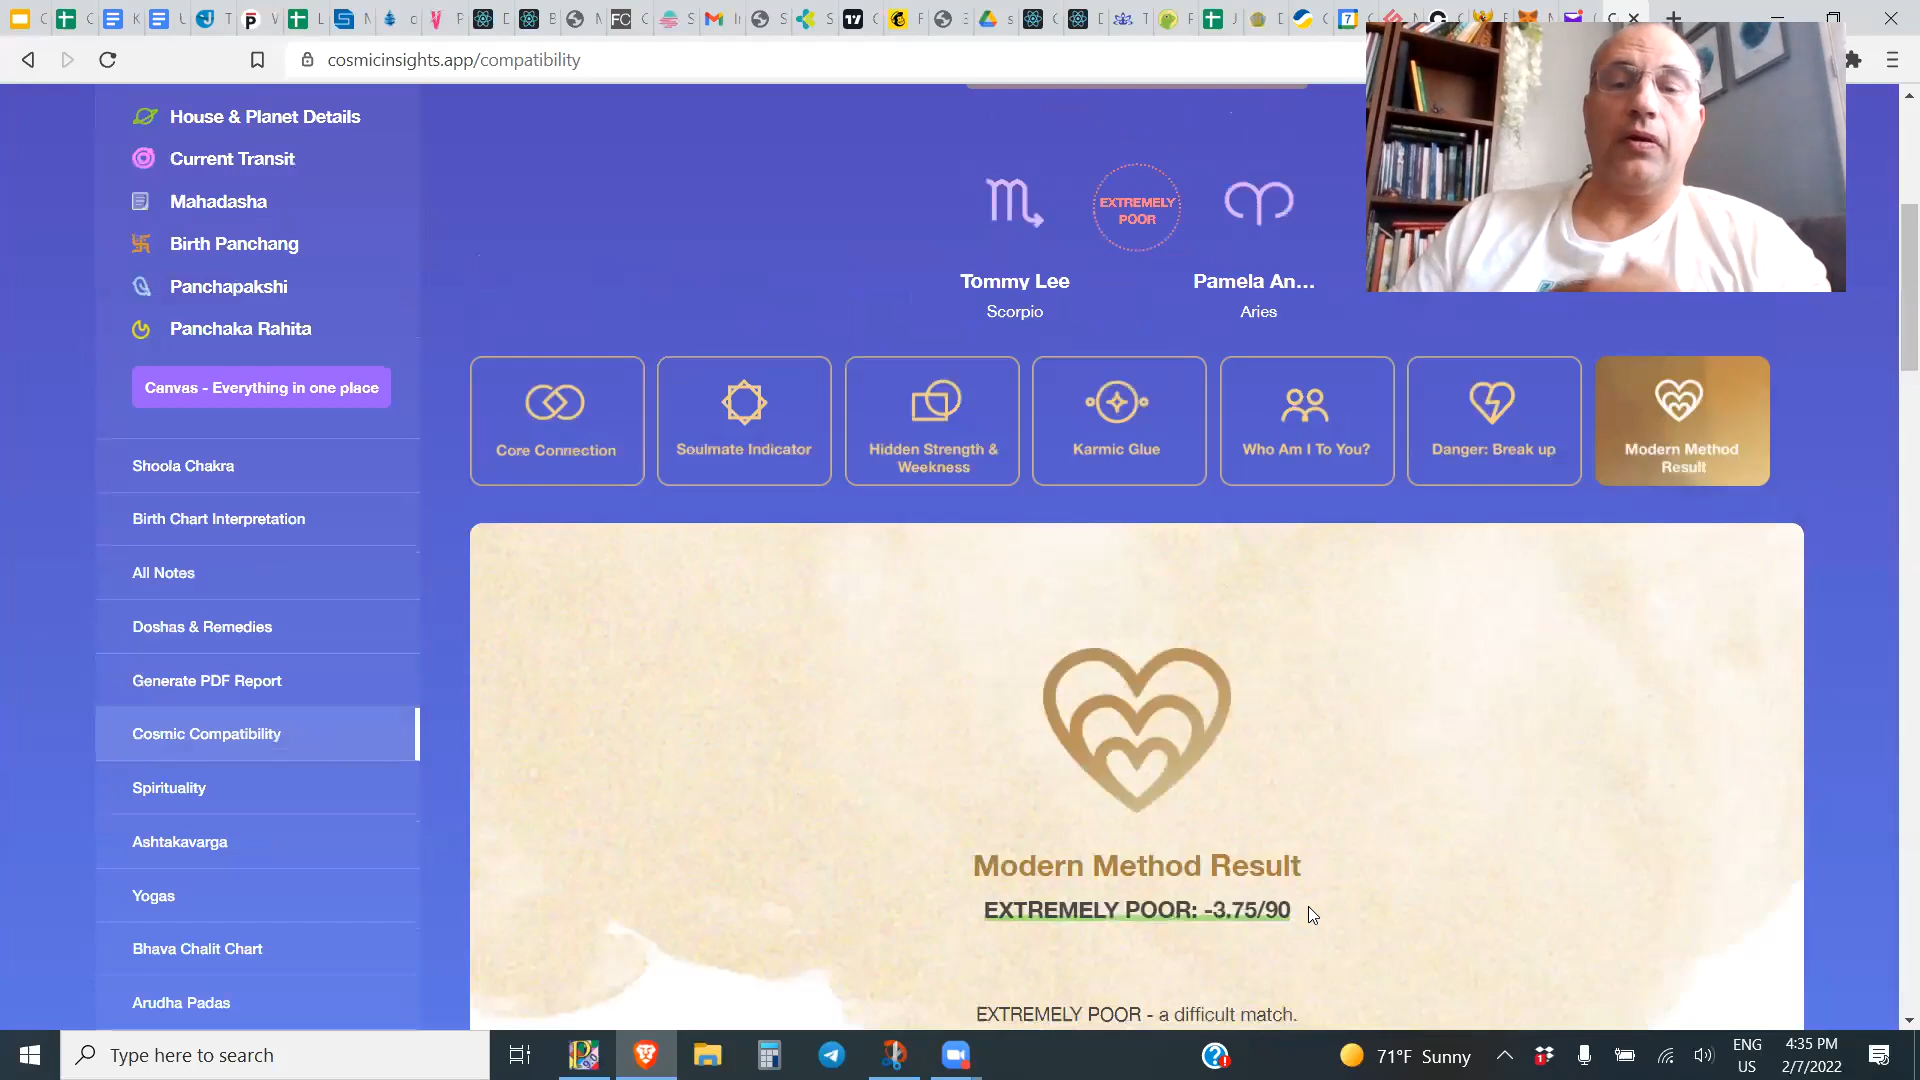 cosmicinsights.app/compatibility
House & Planet Details
Current Transit
Mahadasha
Birth Panchang
Panchapakshi
Panchaka Rahita
Canvas - Everything in one place
Shoola Chakra
Birth Chart Interpretation
All Notes
Doshas & Remedies
Generate PDF Report
Cosmic Compatibility
Spirituality
Ashtakavarga
Yogas
Bhava Chalit Chart
Arudha Padas
EXTREMELY
POOR
Tommy Lee
Pamela An...
Scorpio
Aries
Core Connection
Soulmate Indicator
Hidden Strength &
Weekness
Karmic Glue
Who Am I To You?
Danger: Break up
Modern Method
Result
Modern Method Result
EXTREMELY POOR: -3.75/90
EXTREMELY POOR - a difficult match.
Type here to search
71°F Sunny
ENG
US
4:35 PM
2/7/2022